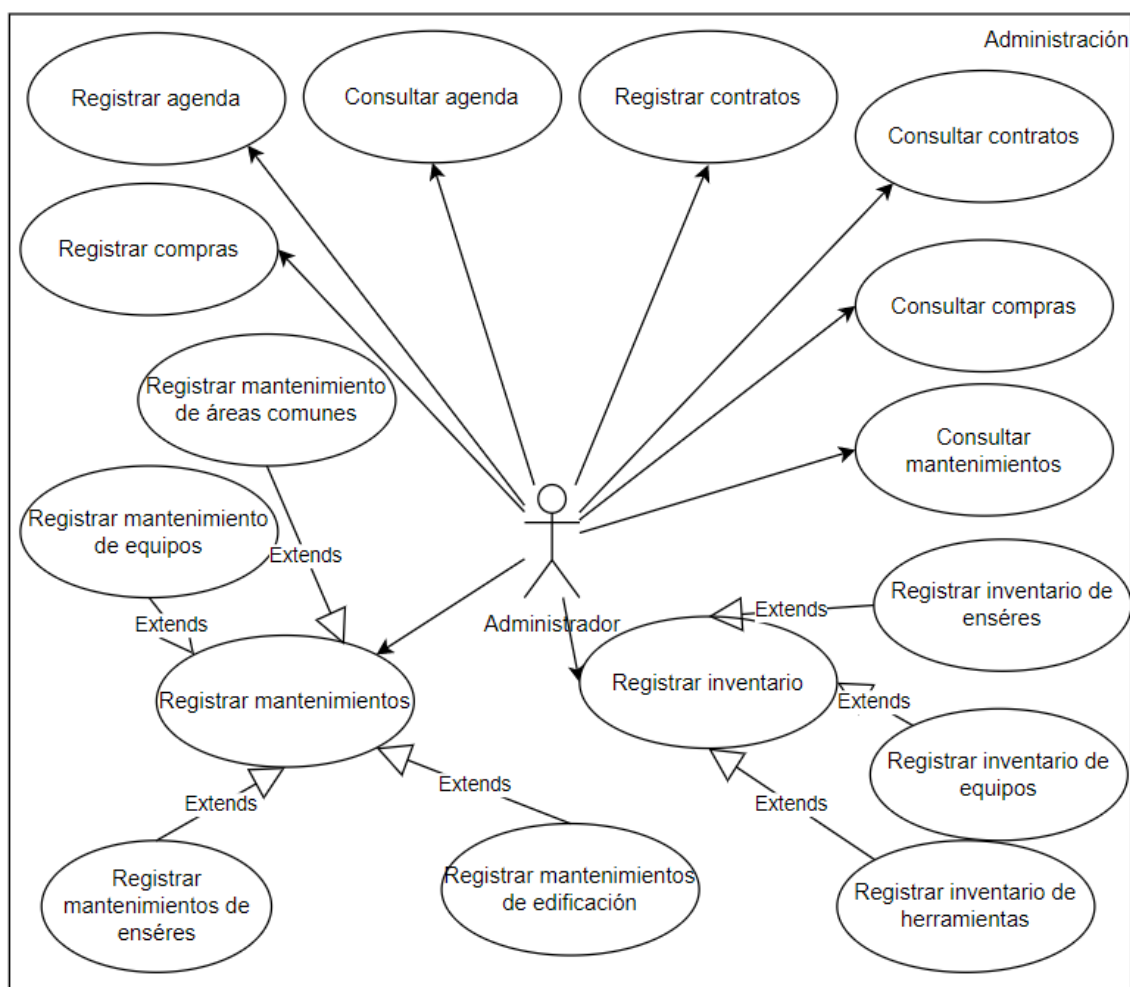 Administración
Registrar agenda
Consultar agenda
Registrar contratos
Consultar contratos
Registrar compras
Consultar compras
Registrar mantenimiento
de áreas comunes
Consultar
mantenimientos
Registrar mantenimiento
de equipos
Extends
Extends
Administrador
Extends
Registrar inventario de
enséres
Registrar mantenimientos
Registrar inventario
Extends
Registrar inventario de
equipos
Extends
Extends
Extends
Registrar
mantenimientos de
enséres
Registrar mantenimientos
de edificación
Registrar inventario de
herramientas